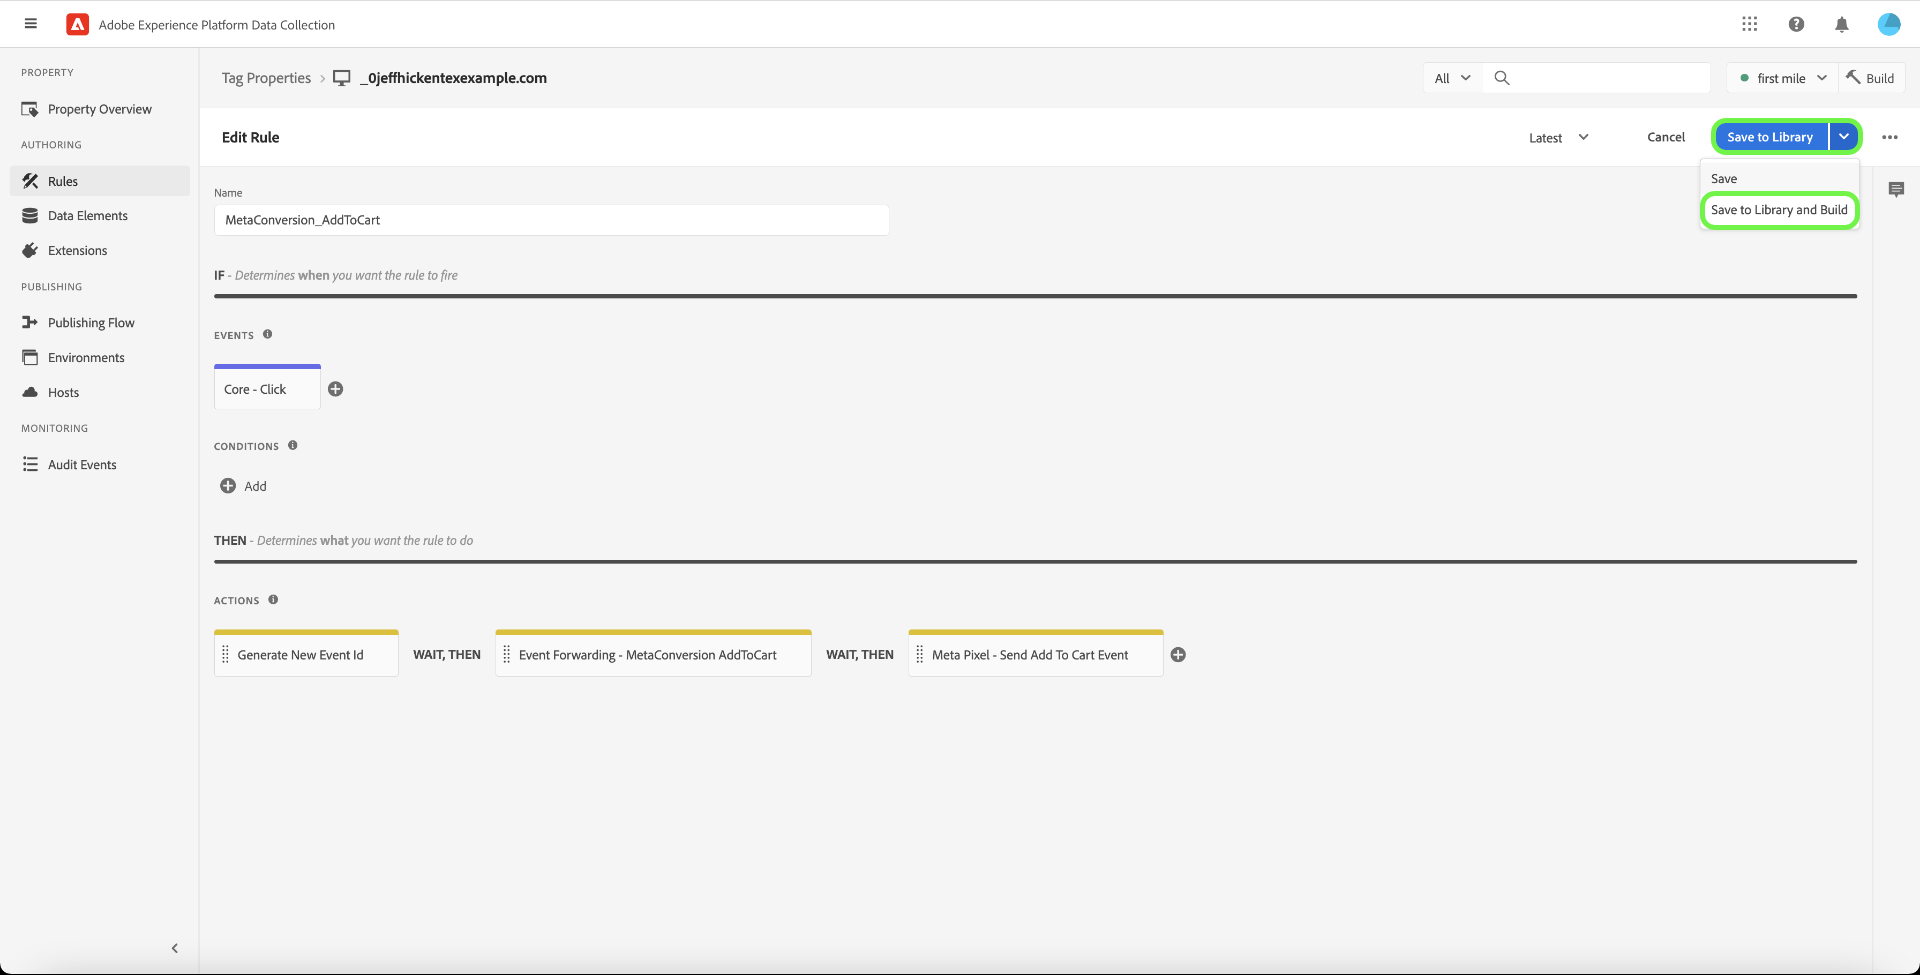 Adobe Experience Platform Data Collection
PROPERTY
Property Overview
AUTHORING
Rules
Data Elements
Extensions
PUBLISHING
Publishing Flow
Environments
Hosts
MONITORING
Audit Events
Tag Properties > _0jeffhickentexexample.com
All
first mile
Build
Edit Rule
Latest
Cancel
Save to Library
Save
Save to Library and Build
Name
MetaConversion_AddToCart
IF - Determines when you want the rule to fire
EVENTS
Core - Click
CONDITIONS
Add
THEN - Determines what you want the rule to do
ACTIONS
Generate New Event Id
WAIT, THEN
Event Forwarding - MetaConversion AddToCart
WAIT, THEN
Meta Pixel - Send Add To Cart Event